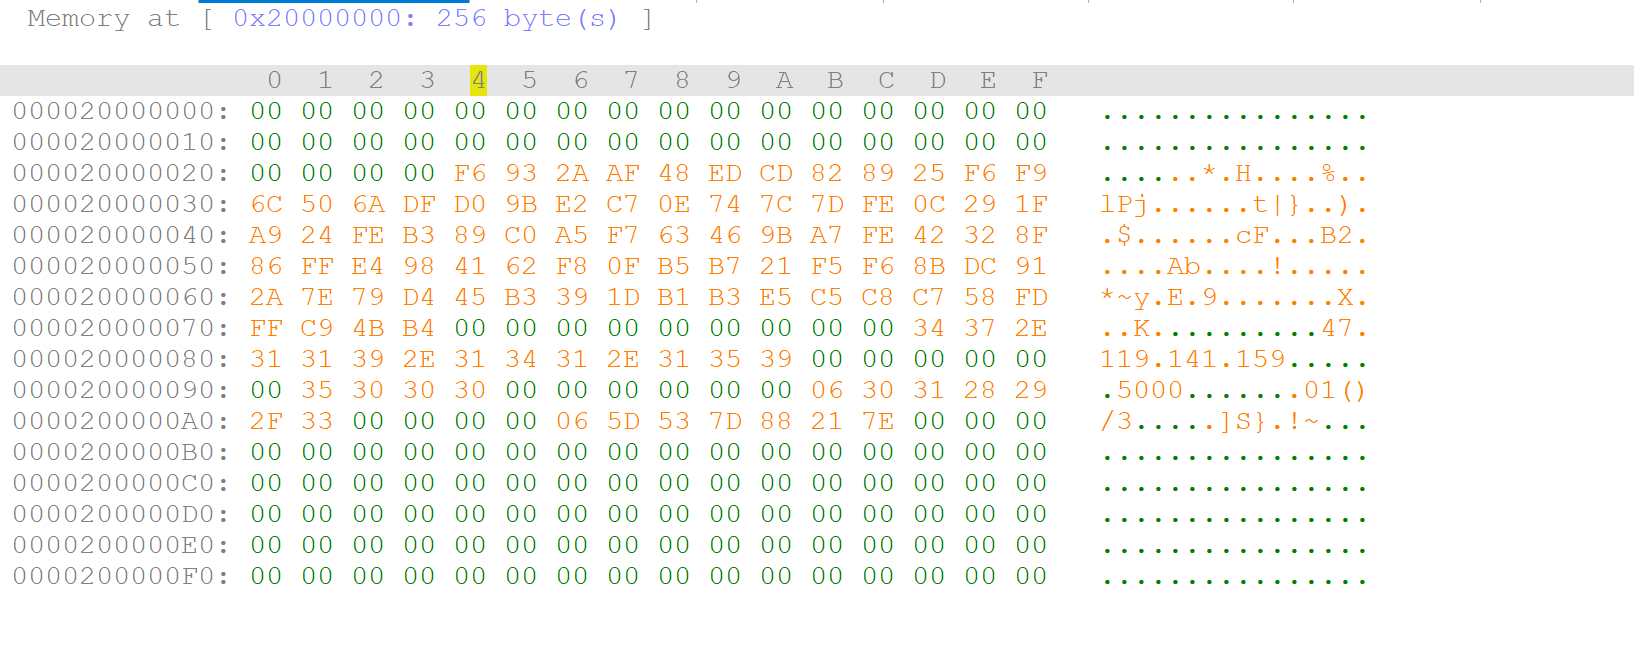 Memory at [ 0x20000000: 256 byte(s) ]
0 1 2 3 4 5 6 7 8 9 A B C D E F
000020000000: 00 00 00 00 00 00 00 00 00 00 00 00 00 00 00 00 ................
000020000010: 00 00 00 00 00 00 00 00 00 00 00 00 00 00 00 00 ................
000020000020: 00 00 00 00 F6 93 2A AF 48 ED CD 82 89 25 F6 F9 ......*.H....%..
000020000030: 6C 50 6A DF D0 9B E2 C7 0E 74 7C 7D FE 0C 29 1F lPj......t|}..).
000020000040: A9 24 FE B3 89 C0 A5 F7 63 46 9B A7 FE 42 32 8F .$......cF...B2.
000020000050: 86 FF E4 98 41 62 F8 0F B5 B7 21 F5 F6 8B DC 91 ....Ab....!.....
000020000060: 2A 7E 79 D4 45 B3 39 1D B1 B3 E5 C5 C8 C7 58 FD *~y.E.9.......X.
000020000070: FF C9 4B B4 00 00 00 00 00 00 00 00 00 34 37 2E ..K..........47.
000020000080: 31 31 39 2E 31 34 31 2E 31 35 39 00 00 00 00 00 119.141.159.....
000020000090: 00 35 30 30 30 00 00 00 00 00 00 06 30 31 28 29 .5000.......01()
0000200000A0: 2F 33 00 00 00 00 06 5D 53 7D 88 21 7E 00 00 00 /3.....]S}.!~...
0000200000B0: 00 00 00 00 00 00 00 00 00 00 00 00 00 00 00 00 ................
0000200000C0: 00 00 00 00 00 00 00 00 00 00 00 00 00 00 00 00 ................
0000200000D0: 00 00 00 00 00 00 00 00 00 00 00 00 00 00 00 00 ................
0000200000E0: 00 00 00 00 00 00 00 00 00 00 00 00 00 00 00 00 ................
0000200000F0: 00 00 00 00 00 00 00 00 00 00 00 00 00 00 00 00 ................